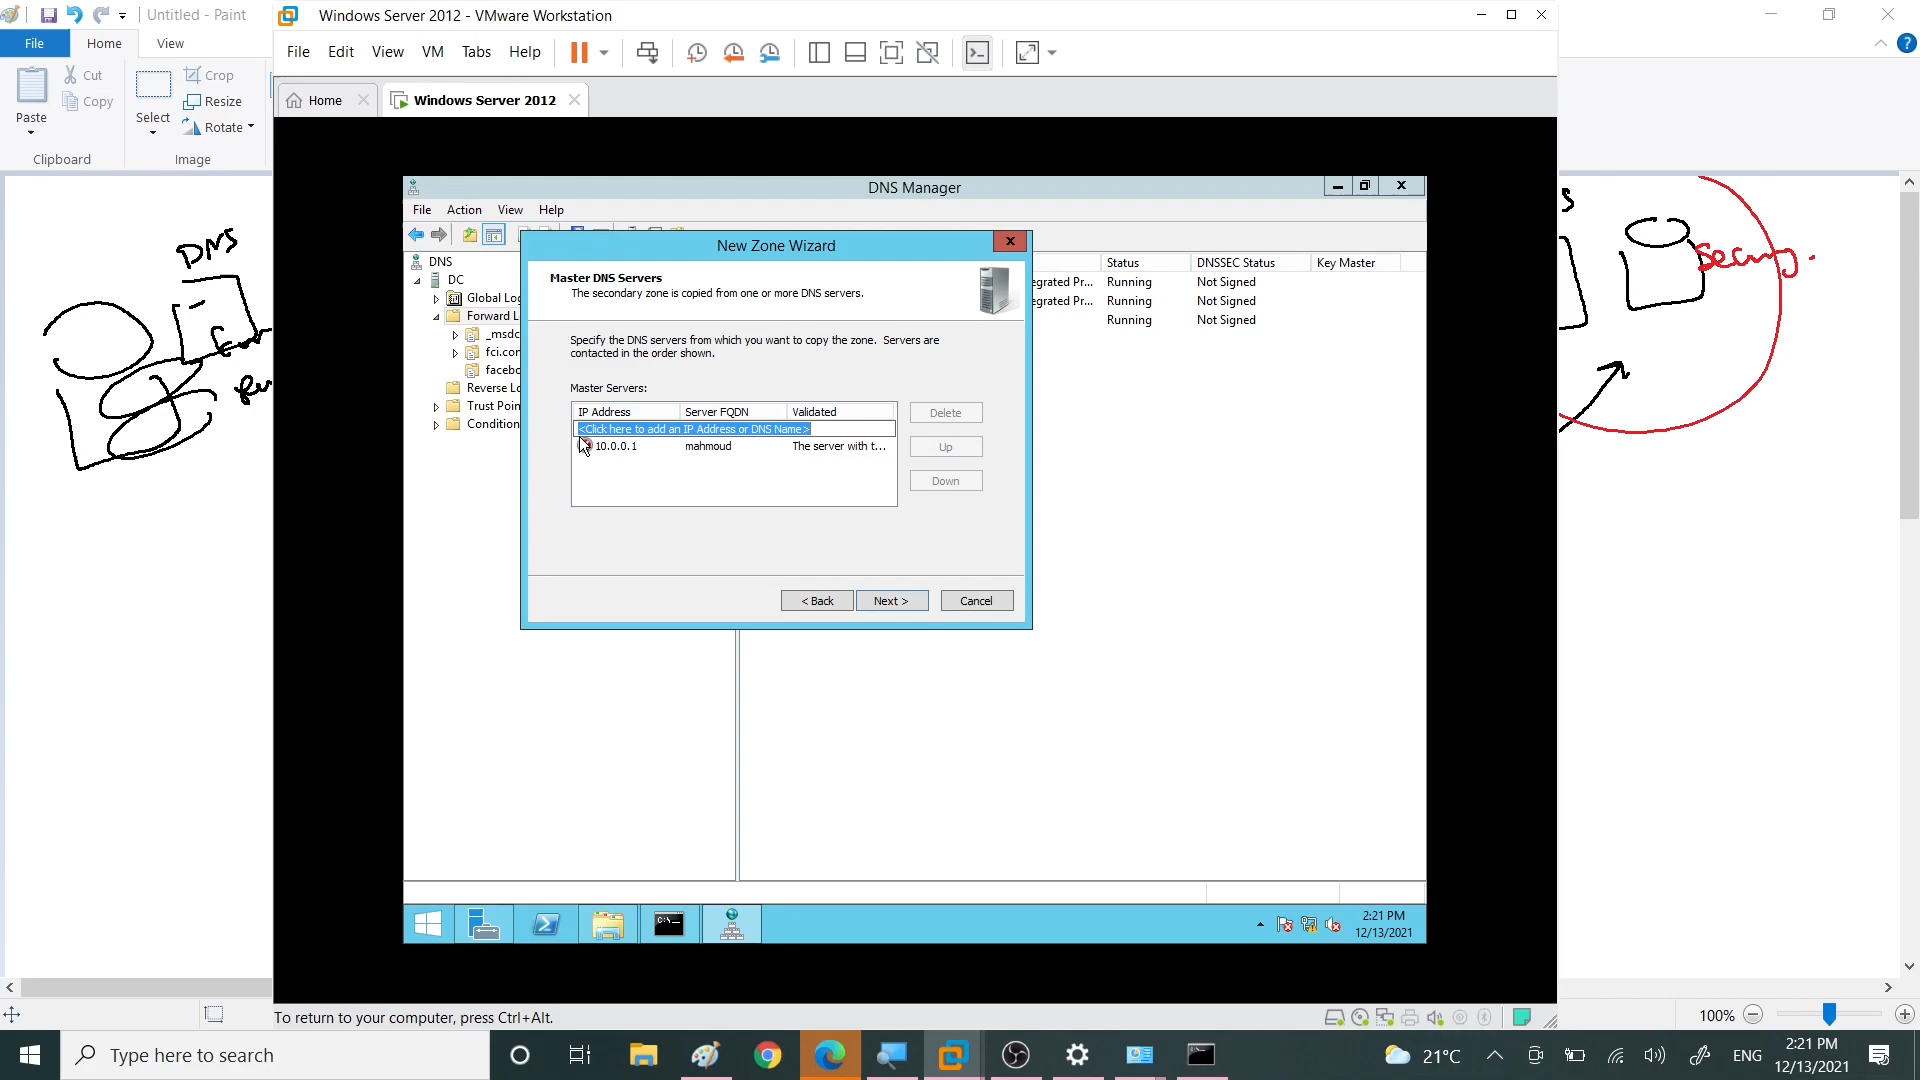 Untitled - Paint
Windows Server 2012 - VMware Workstation
File
Home
View
File Edit View VM Tabs Help
Paste
Cut
Copy
Select
Crop
Resize
Rotate
Clipboard
Image
Home
Windows Server 2012
DNS
DNS Manager
File Action View Help
DNS
DC
Global Log
Forward L
_msdc
fci.con
facebo
Reverse Lo
Trust Poin
Condition
Status
DNSSEC Status
Key Master
egrated Pr...
Running
Not Signed
egrated Pr...
Running
Not Signed
Running
Not Signed
New Zone Wizard
Master DNS Servers
The secondary zone is copied from one or more DNS servers.
Specify the DNS servers from which you want to copy the zone. Servers are
contacted in the order shown.
Master Servers:
IP Address
Server FQDN
Validated
<Click here to add an IP Address or DNS Name>
10.0.0.1
mahmoud
The server with t...
Delete
Up
Down
< Back
Next >
Cancel
2:21 PM
12/13/2021
To return to your computer, press Ctrl+Alt.
100%
Type here to search
21°C
ENG
2:21 PM
12/13/2021